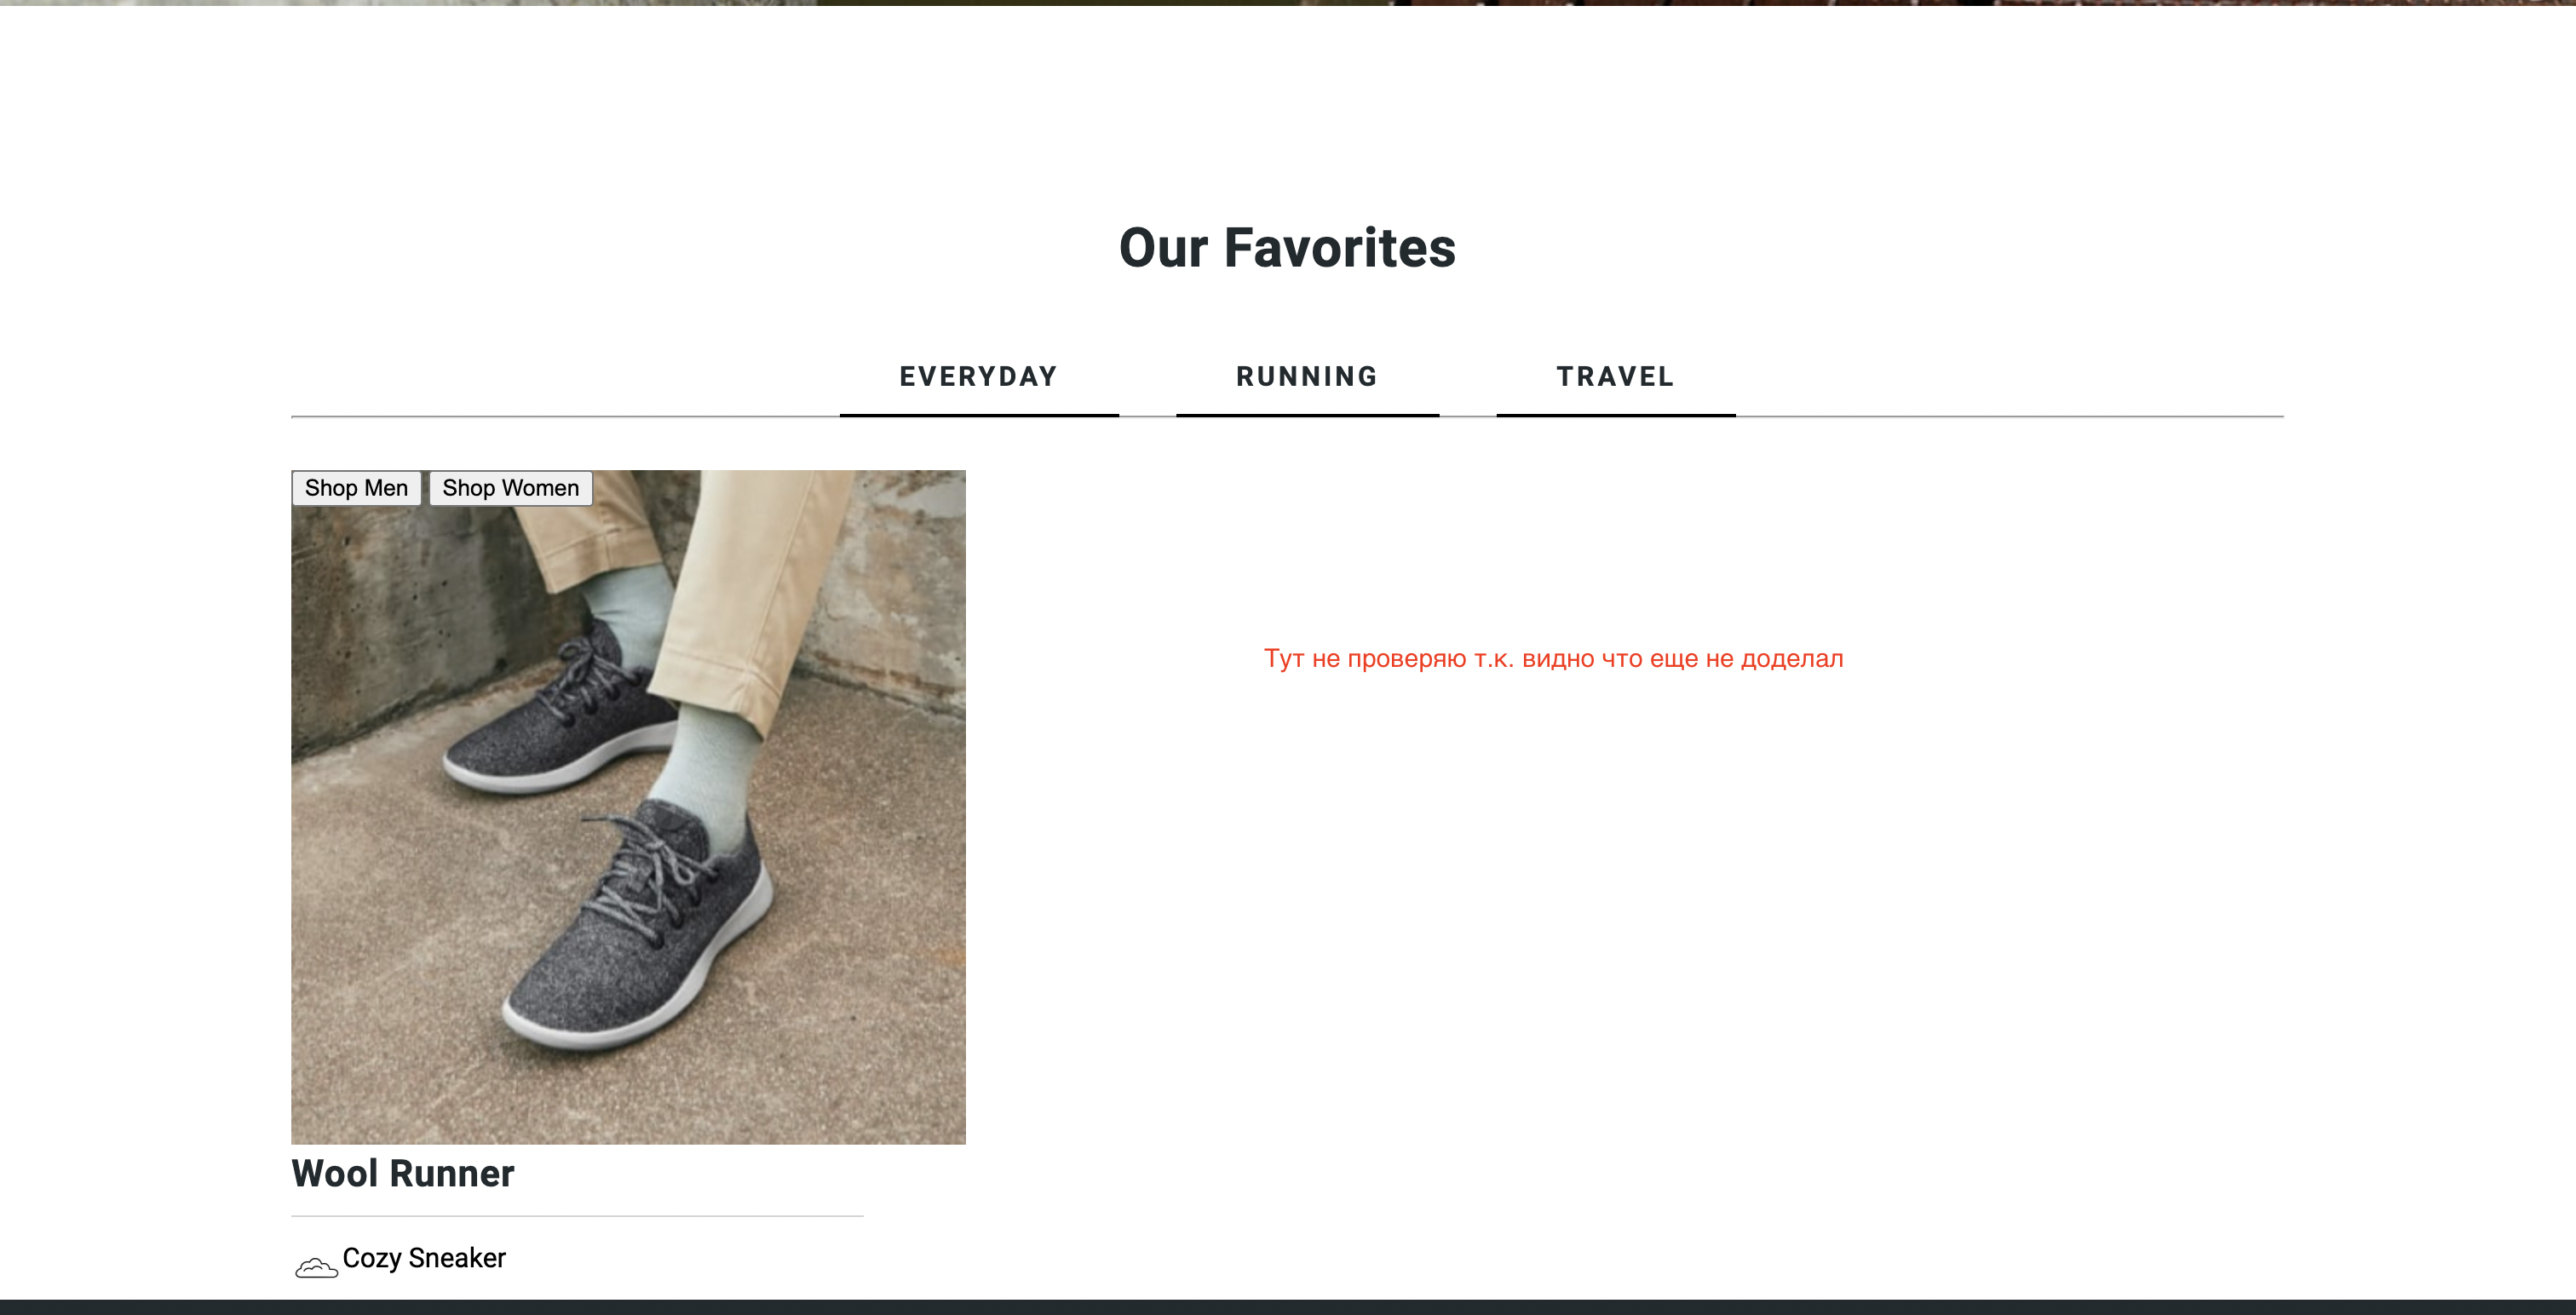 Our Favorites
EVERYDAY RUNNING TRAVEL
Shop Men Shop Women
Тут не проверяю т.к. видно что еще не доделал
Wool Runner
Cozy Sneaker